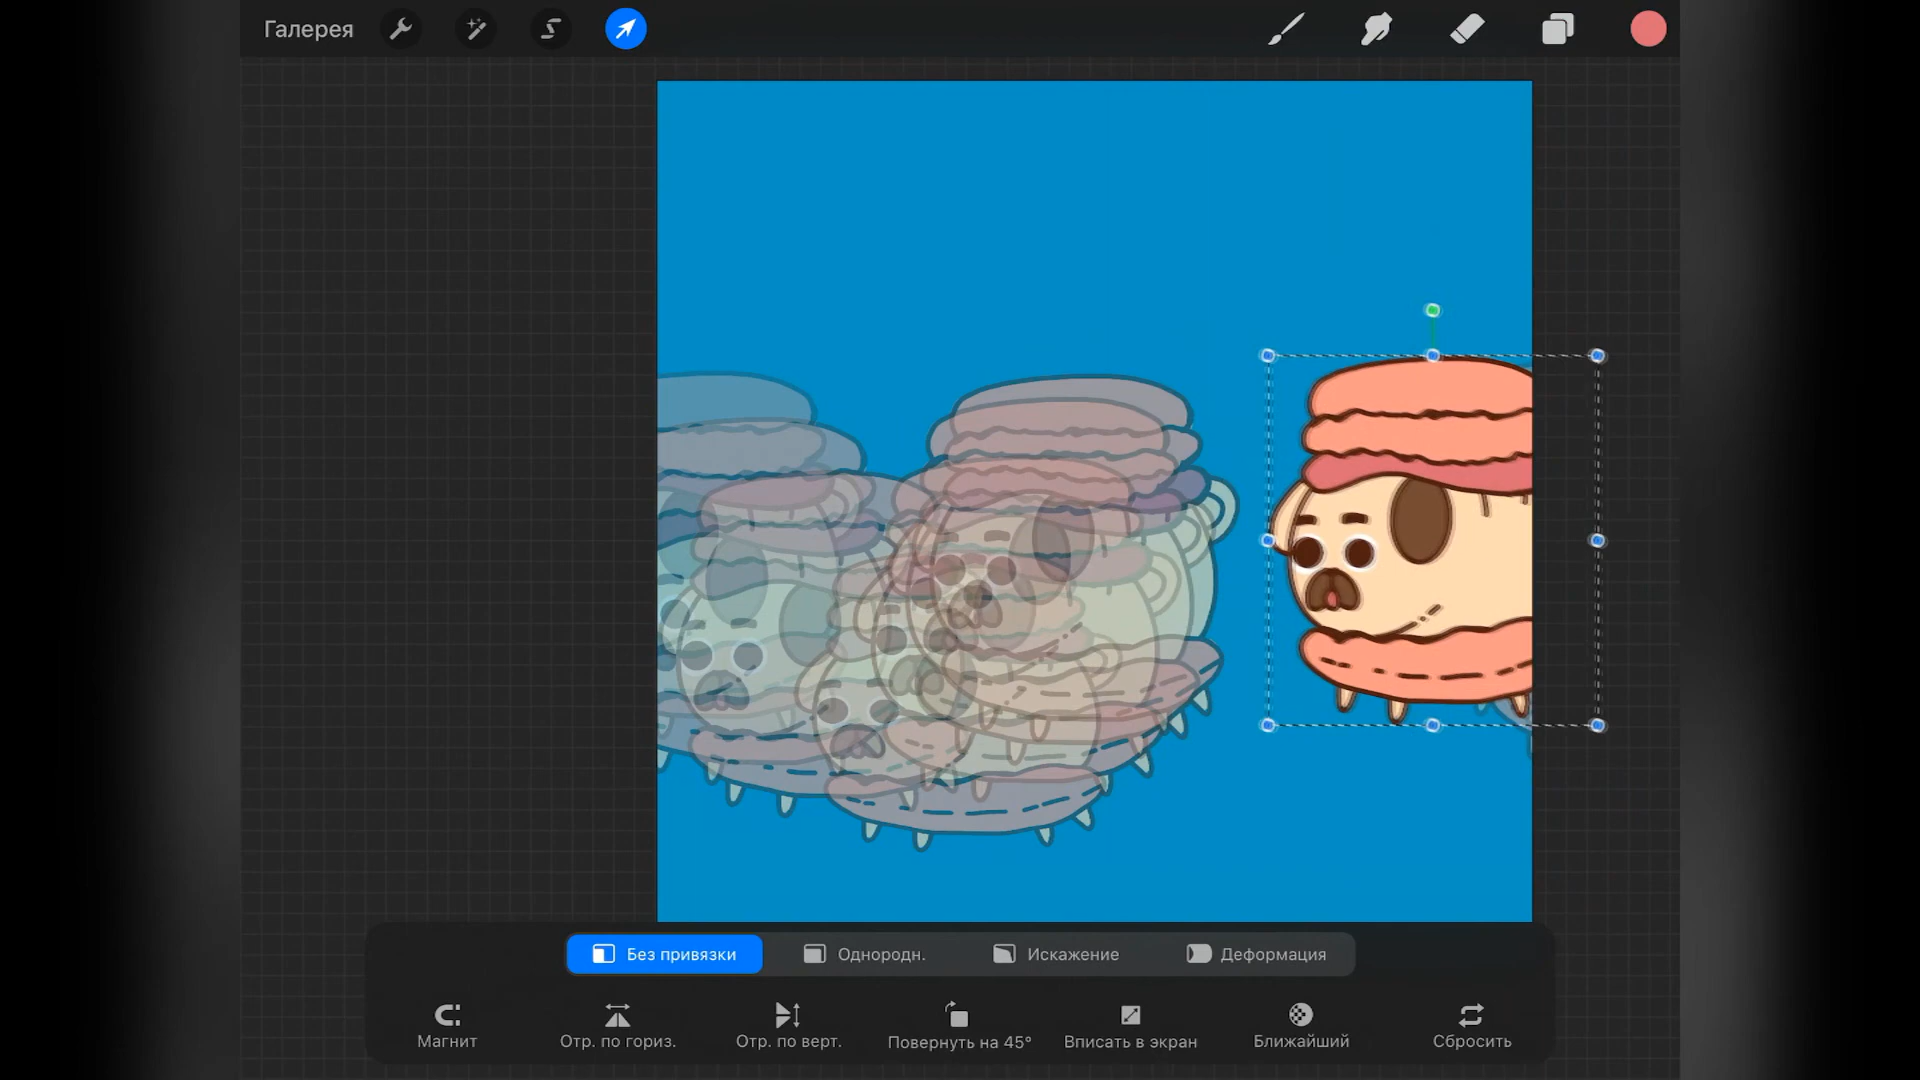 Галерея
Без привязки
Однородн.
Искажение
Деформация
Магнит
Отр. по гориз.
Отр. по верт.
Повернуть на 45°
Вписать в экран
Ближайший
Сбросить